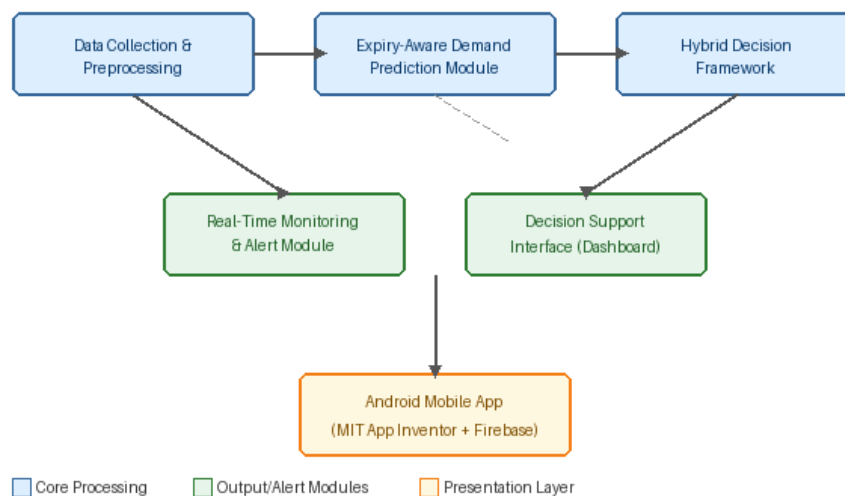 Data Collection &
Preprocessing
Expiry-Aware Demand
Prediction Module
Hybrid Decision
Framework
Real-Time Monitoring
& Alert Module
Decision Support
Interface (Dashboard)
Android Mobile App
(MIT App Inventor + Firebase)
Core Processing
Output/Alert Modules
Presentation Layer